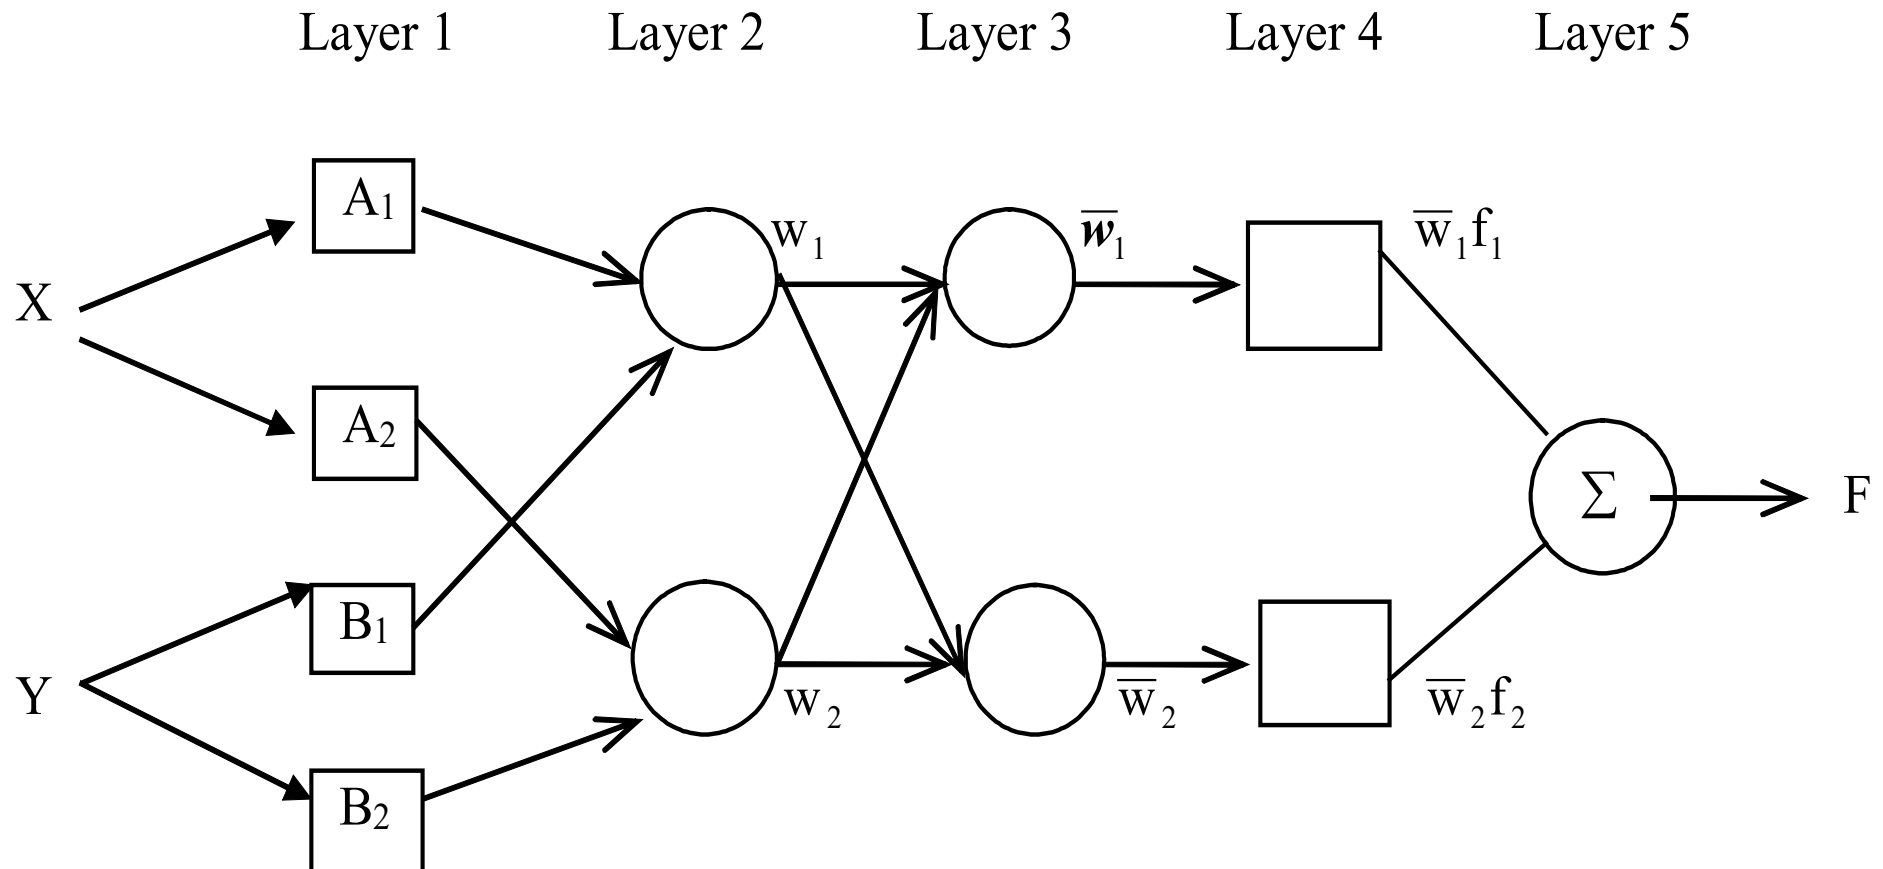 Layer 1 Layer 2 Layer 3 Layer 4 Layer 5
A₁
w₁ w̅₁ w̅₁f₁
X
A₂
Σ F
B₁
Y w₂ w̅₂ w̅₂f₂
B₂